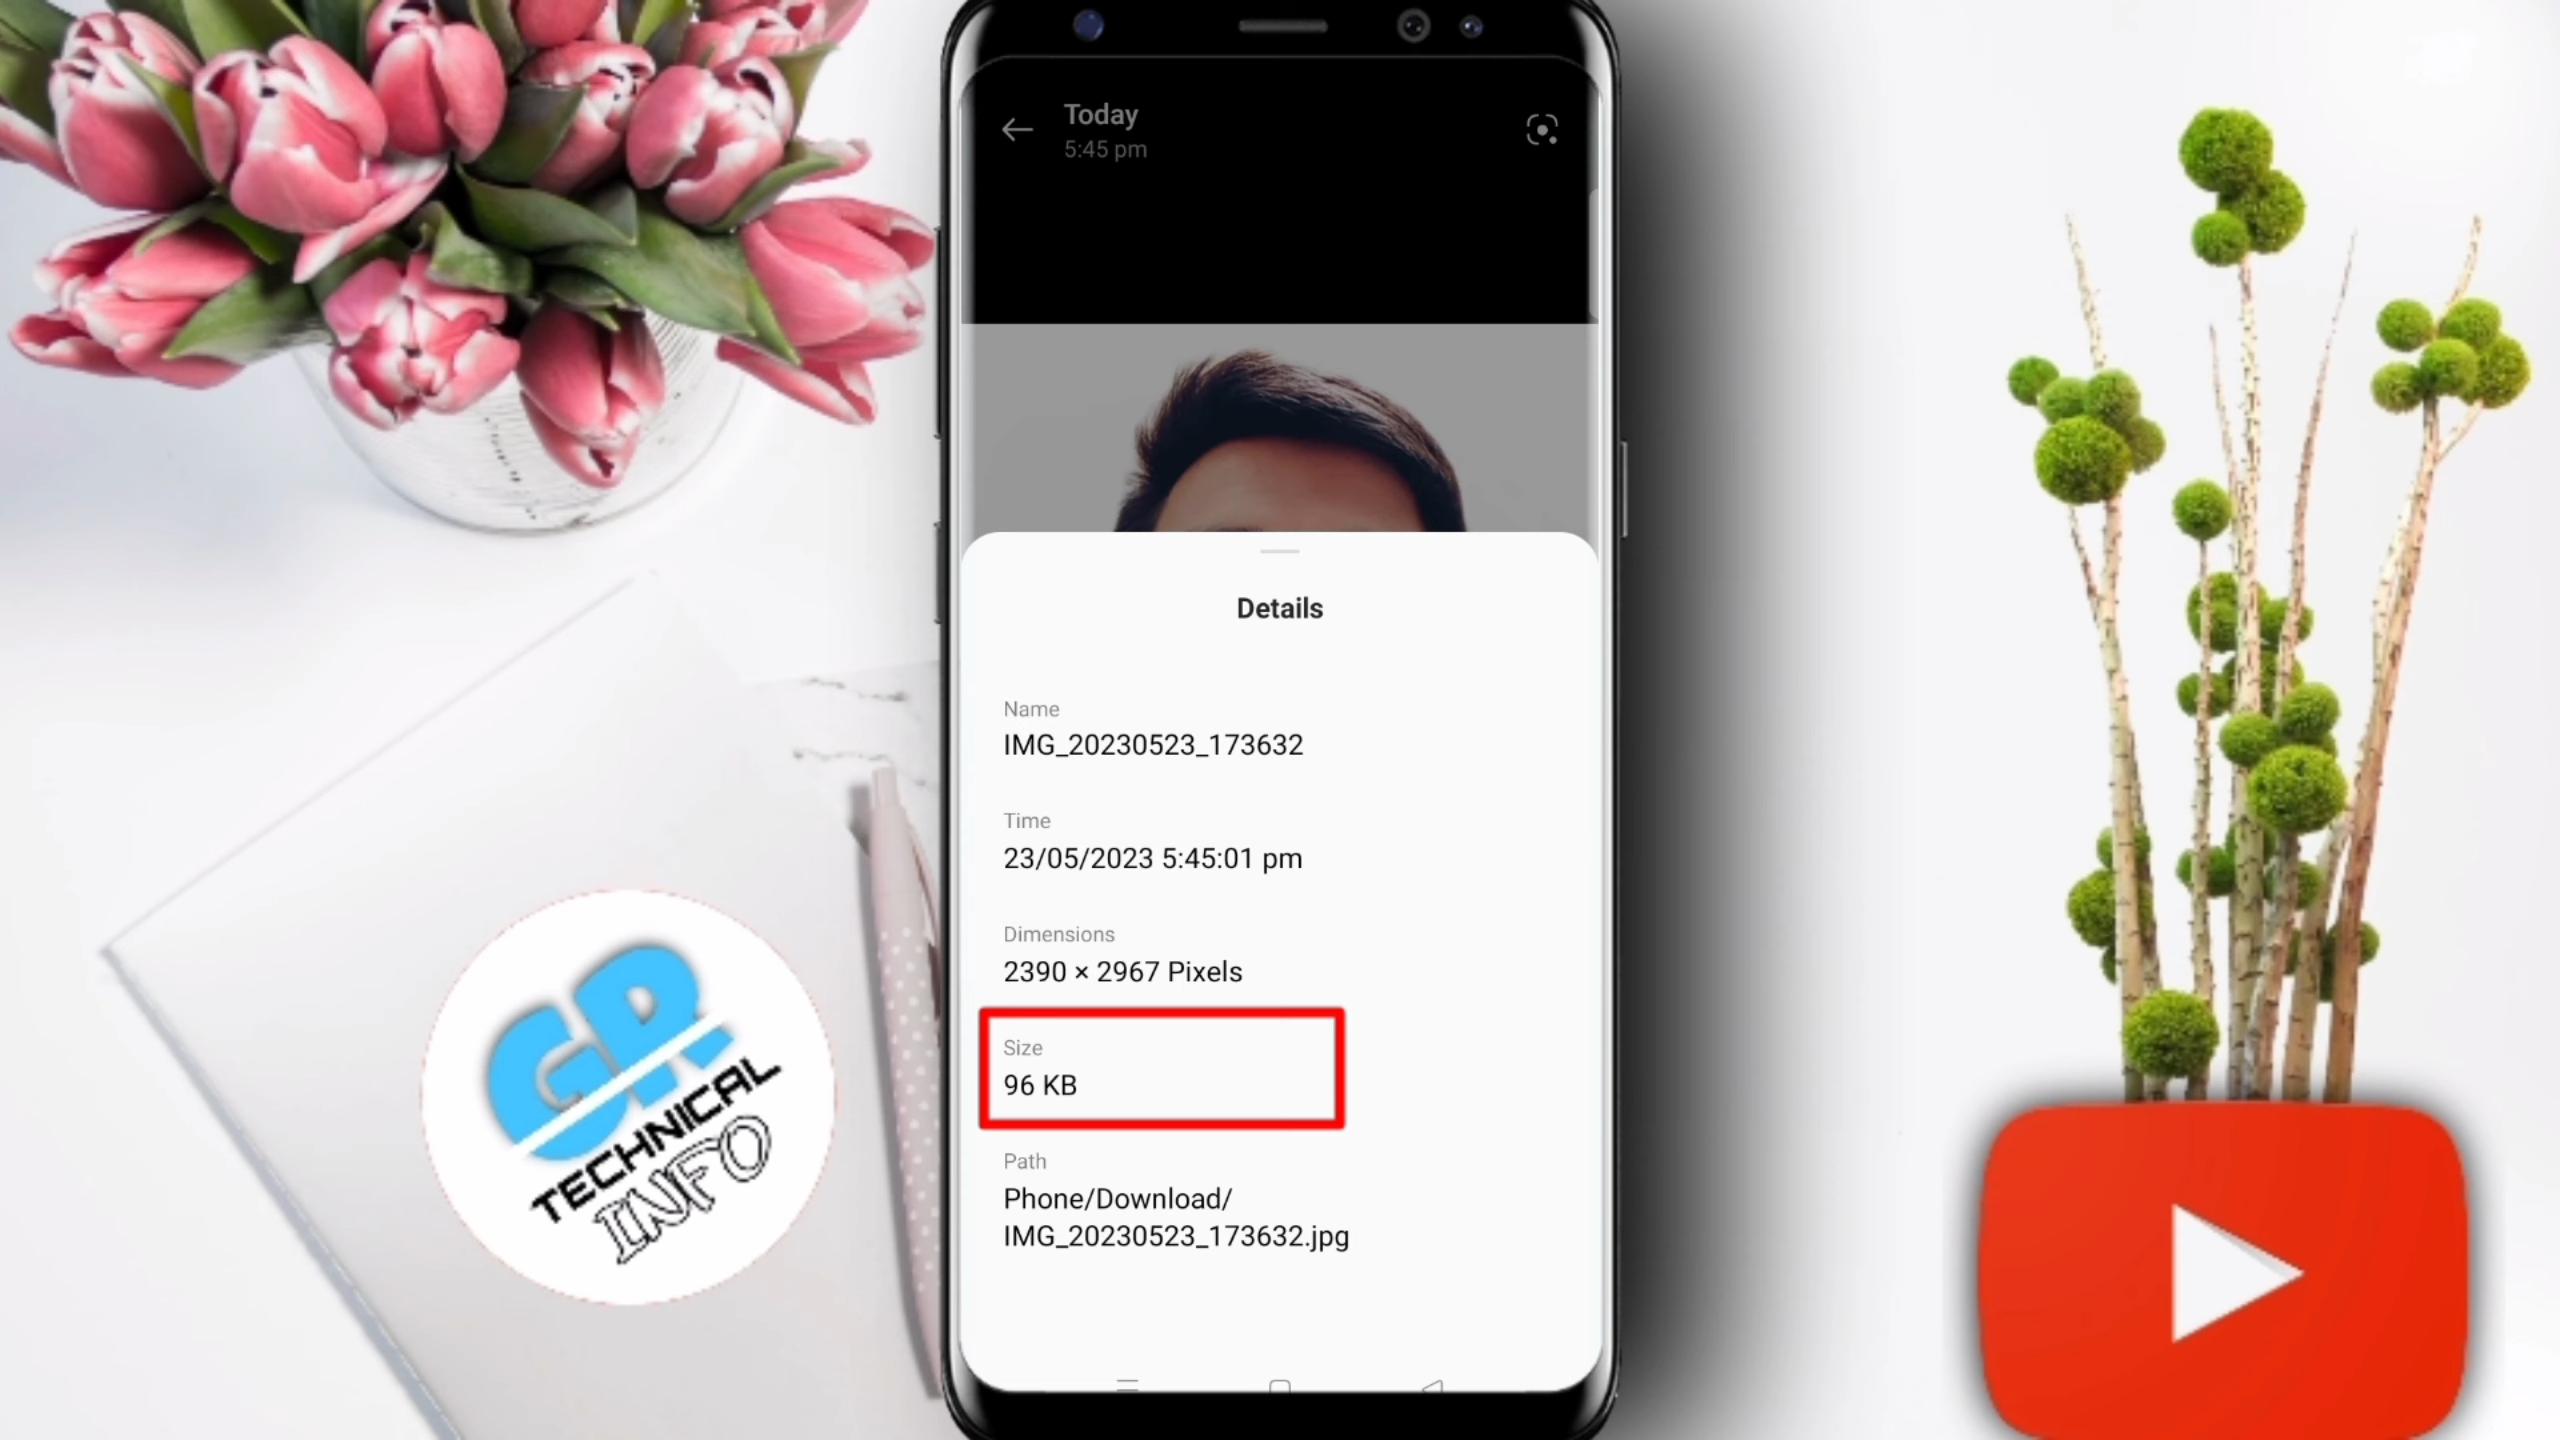 Today
5:45 pm
Details
Name
IMG_20230523_173632
Time
23/05/2023 5:45:01 pm
Dimensions
2390 × 2967 Pixels
Size
96 KB
Path
Phone/Download/
IMG_20230523_173632.jpg
GR
TECHNICAL
INFO